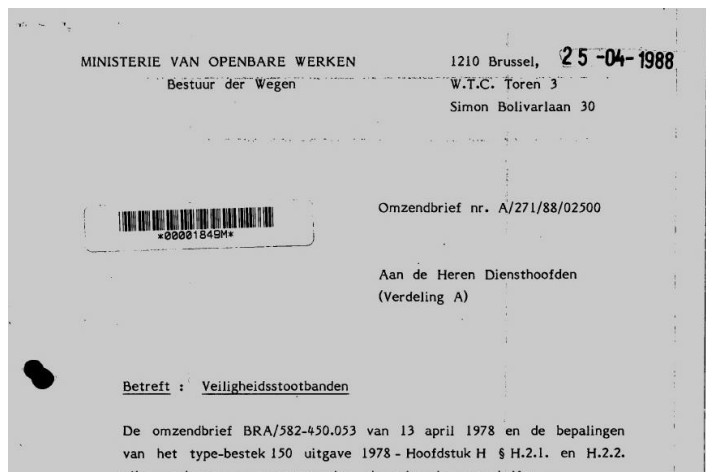 MINISTERIE VAN OPENBARE WERKEN
Bestuur der Wegen
1210 Brussel, 25-04-1988
W.T.C. Toren 3
Simon Bolivarlaan 30
*00001849M*
Omzendbrief nr. A/271/88/02500
Aan de Heren Diensthoofden
(Verdeling A)
Betreft : Veiligheidsstootbanden
De omzendbrief BRA/582-450.053 van 13 april 1978 en de bepalingen
van het type-bestek 150 uitgave 1978 - Hoofdstuk H § H.2.1. en H.2.2.